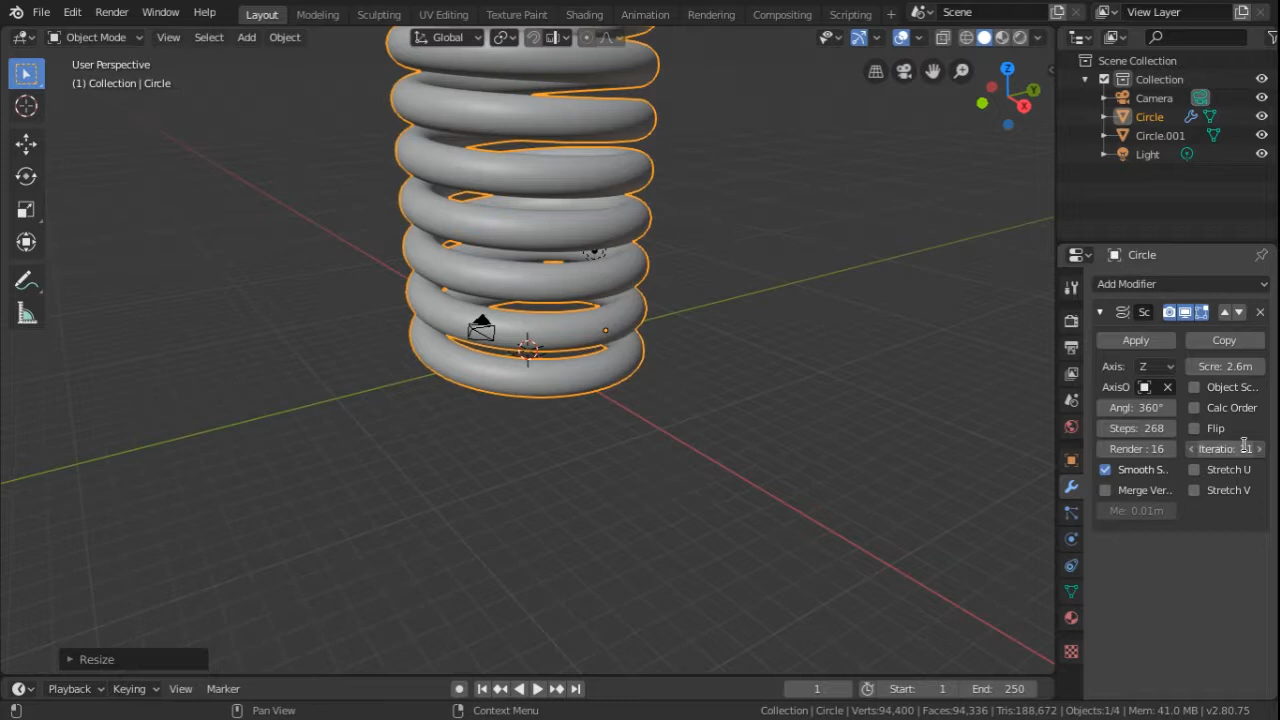 File Edit Render Window Help Layout Modeling Sculpting UV Editing Texture Paint Shading Animation Rendering Compositing Scripting Scene View Layer
Object Mode View Select Add Object Global
User Perspective
(1) Collection | Circle
Z
Y
X
Scene Collection
Collection
Camera
Circle
Circle.001
Light
Circle
Add Modifier
Sc
Apply Copy
Axis: Z Scre: 2.6m
AxisO Object Sc..
Angl: 360° Calc Order
Steps: 268 Flip
Render : 16 Iteratio:
Smooth S.. Stretch U
Merge Ver.. Stretch V
Me: 0.01m
Resize
Playback Keying View Marker 1 Start: 1 End: 250
Pan View Context Menu Collection | Circle | Verts:94,400 | Faces:94,336 | Tris:188,672 | Objects:1/4 | Mem: 41.0 MB | v2.80.75